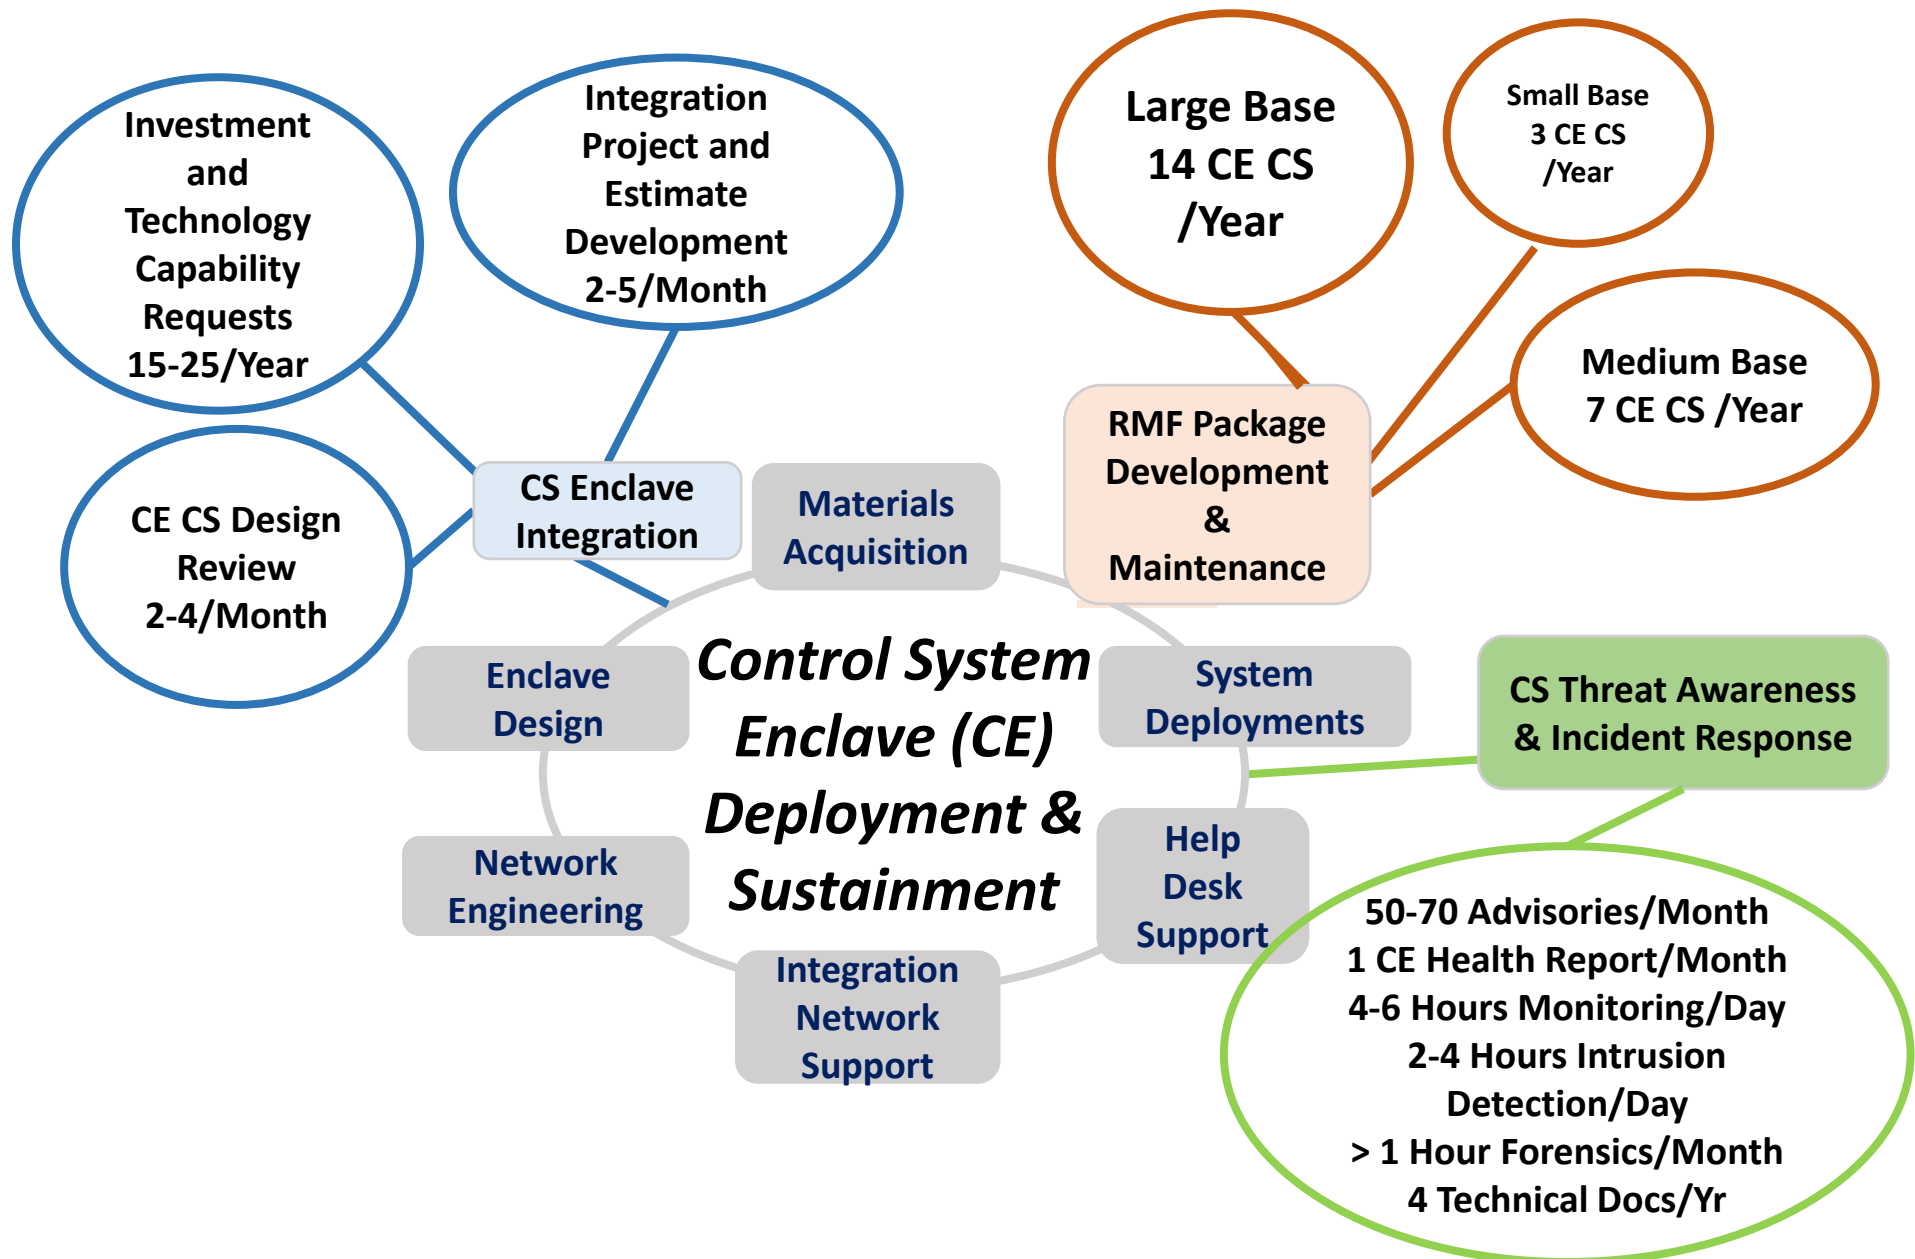 Investment
and
Technology
Capability
Requests
15-25/Year
Integration
Project and
Estimate
Development
2-5/Month
Large Base
14 CE CS
/Year
Small Base
3 CE CS
/Year
Medium Base
7 CE CS /Year
CE CS Design
Review
2-4/Month
CS Enclave
Integration
Materials
Acquisition
RMF Package
Development
&
Maintenance
Enclave
Design
Control System
Enclave (CE)
Deployment &
Sustainment
System
Deployments
CS Threat Awareness
& Incident Response
Network
Engineering
Help
Desk
Support
Integration
Network
Support
50-70 Advisories/Month
1 CE Health Report/Month
4-6 Hours Monitoring/Day
2-4 Hours Intrusion
Detection/Day
> 1 Hour Forensics/Month
4 Technical Docs/Yr